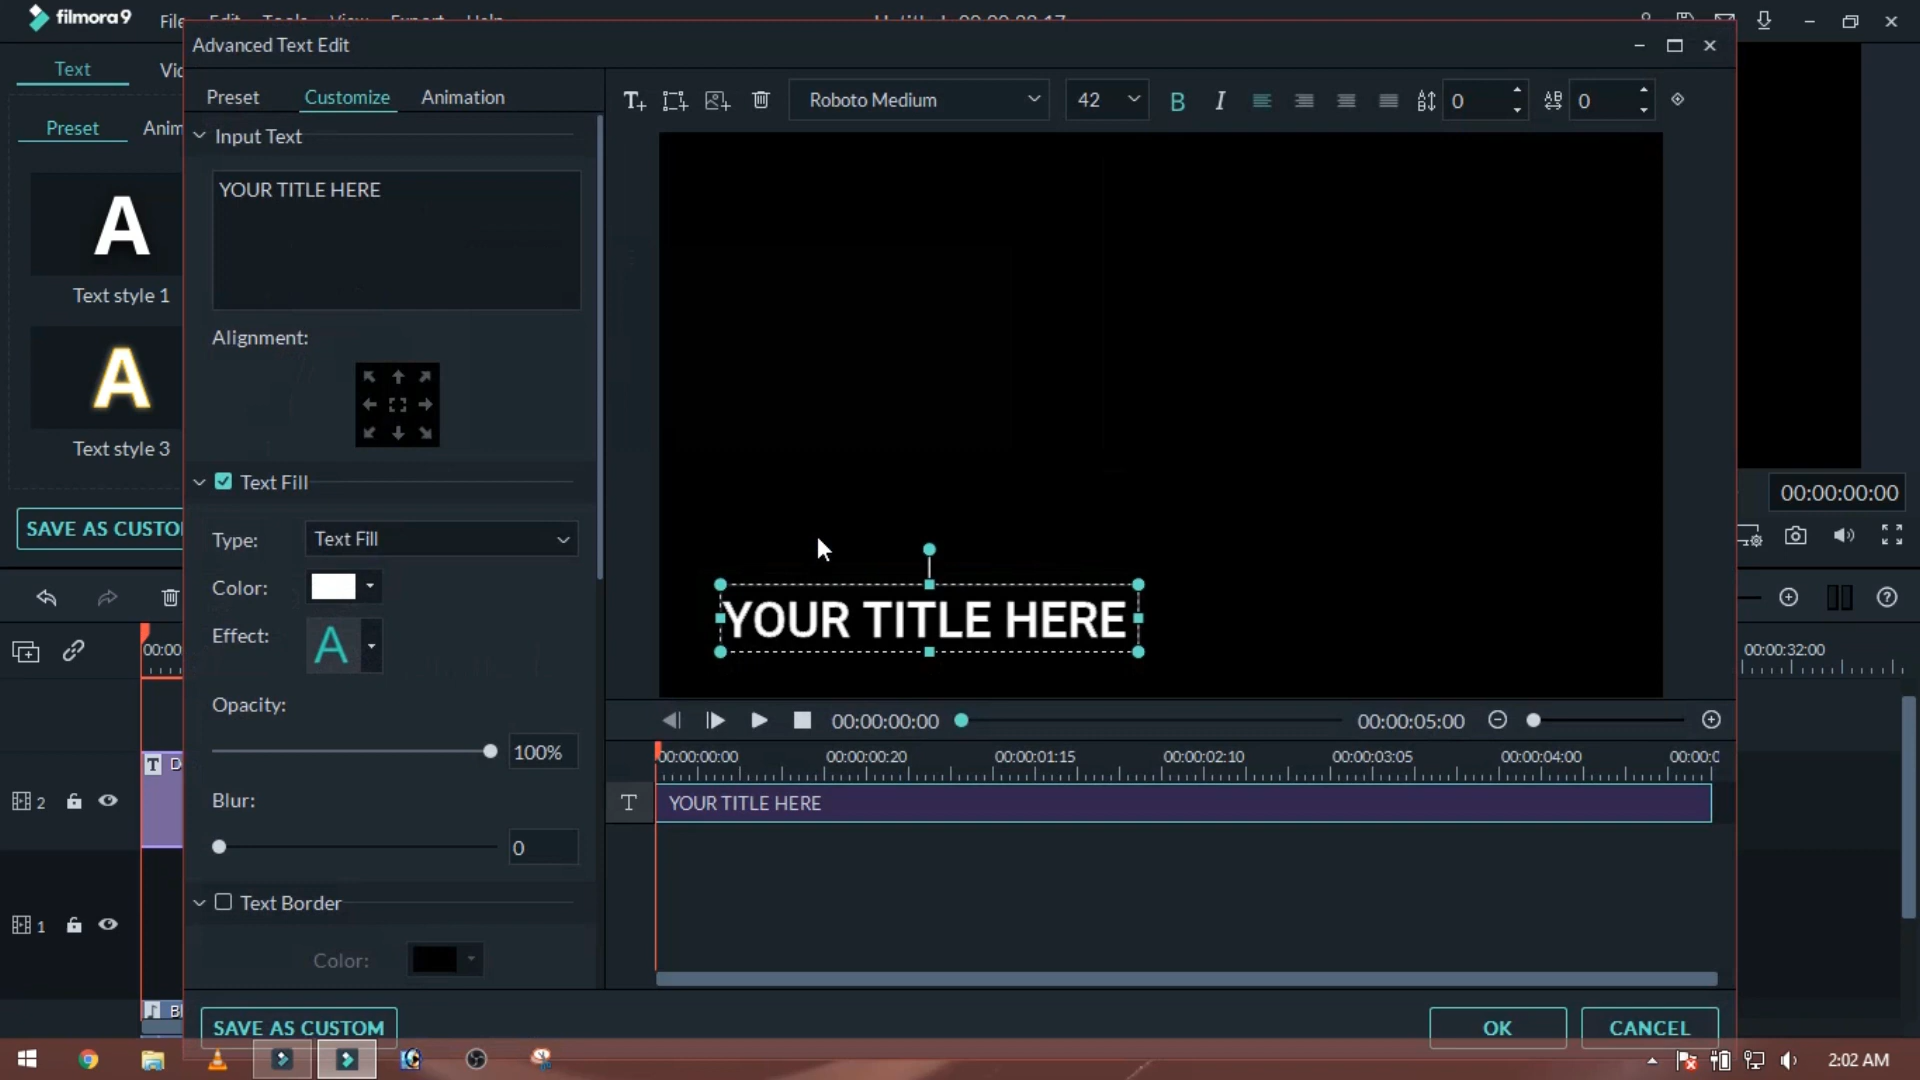 filmora9
File
Advanced Text Edit
Text
Preset
Text style 1
Text style 3
SAVE AS CUSTO
Preset Customize Animation
Input Text
YOUR TITLE HERE
Alignment:
Text Fill
Type: Text Fill
Color:
Effect:
Opacity:
100%
Blur:
0
Text Border
Color:
SAVE AS CUSTOM
Roboto Medium 42 B I 0 0
YOUR TITLE HERE
00:00:00:00 00:00:05:00
00:00:00:00 00:00:00:20 00:00:01:15 00:00:02:10 00:00:03:05 00:00:04:00 00:00:0
T YOUR TITLE HERE
OK CANCEL
00:00:00:00
00:00 00:00:32:00
T D
2
1
2:02 AM